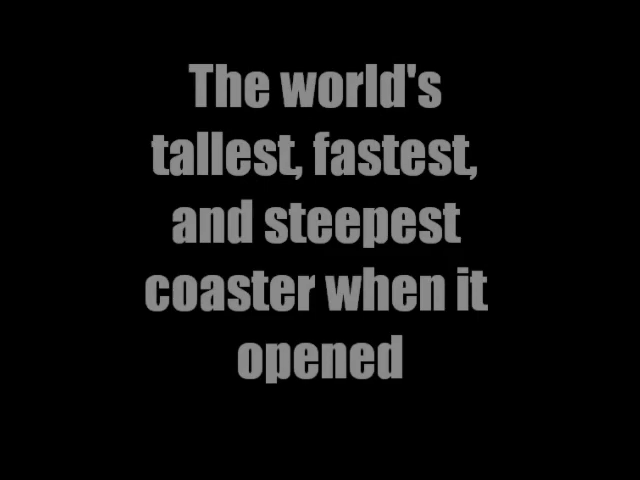 The world's
tallest, fastest,
and steepest
coaster when it
opened